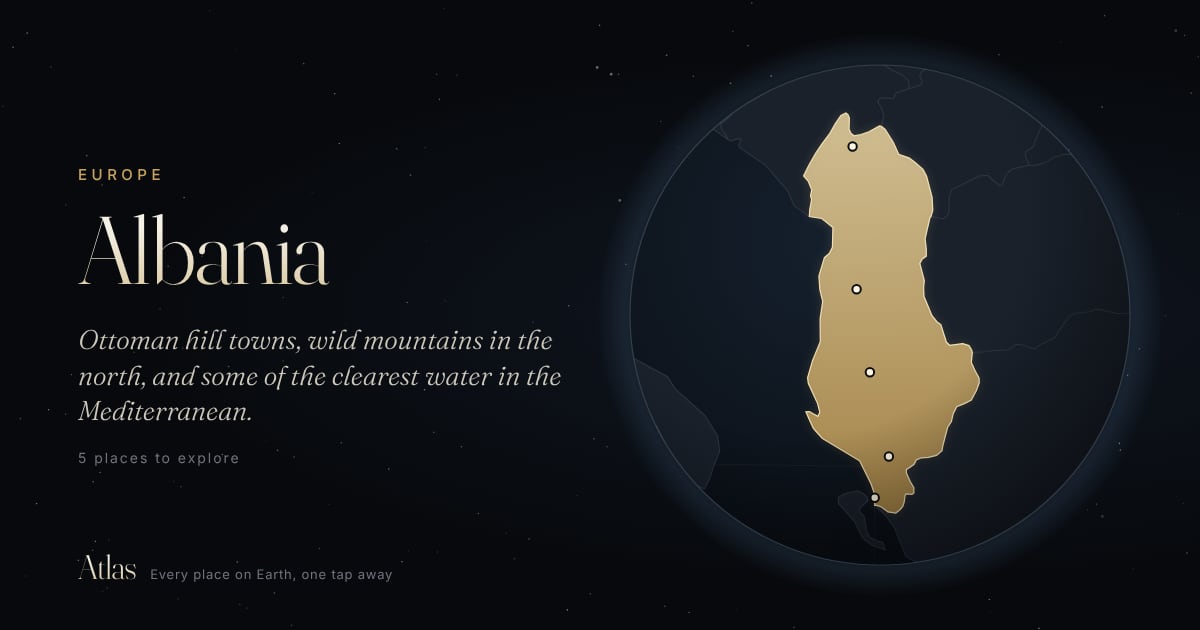 EUROPE
Albania
Ottoman hill towns, wild mountains in the
north, and some of the clearest water in the
Mediterranean.
5 places to explore
Atlas Every place on Earth, one tap away